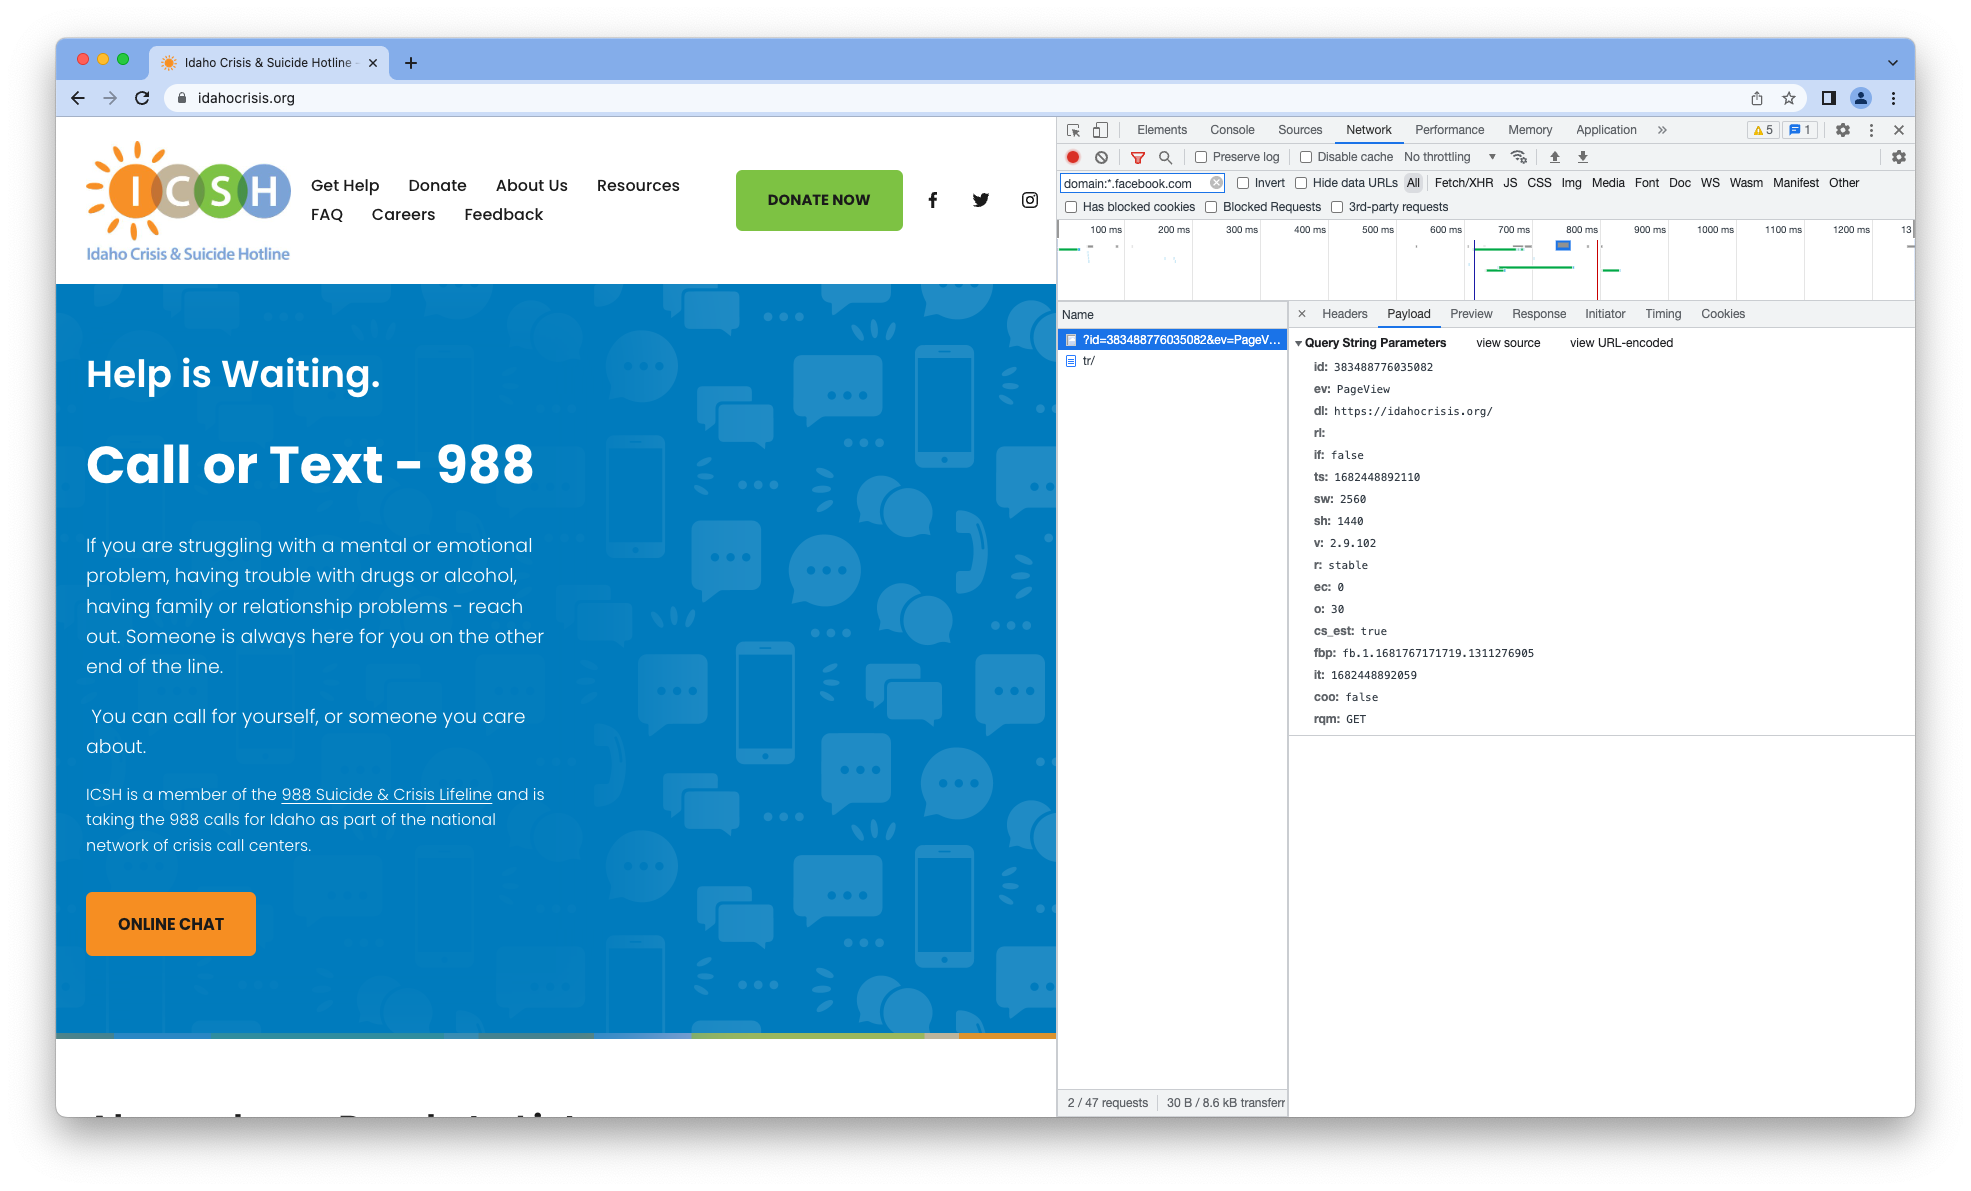 Idaho Crisis & Suicide Hotline -
idahocrisis.org
ICSH
Idaho Crisis & Suicide Hotline
Get Help Donate About Us Resources
FAQ Careers Feedback
DONATE NOW
Help is Waiting.
Call or Text - 988
If you are struggling with a mental or emotional
problem, having trouble with drugs or alcohol,
having family or relationship problems - reach
out. Someone is always here for you on the other
end of the line.
You can call for yourself, or someone you care
about.
ICSH is a member of the 988 Suicide & Crisis Lifeline and is
taking the 988 calls for Idaho as part of the national
network of crisis call centers.
ONLINE CHAT
Elements Console Sources Network Performance Memory Application » 5 1
Preserve log Disable cache No throttling
domain:*.facebook.com Invert Hide data URLs All Fetch/XHR JS CSS Img Media Font Doc WS Wasm Manifest Other
Has blocked cookies Blocked Requests 3rd-party requests
100 ms 200 ms 300 ms 400 ms 500 ms 600 ms 700 ms 800 ms 900 ms 1000 ms 1100 ms 1200 ms 13
Name
?id=383488776035082&ev=PageV...
tr/
2 / 47 requests 30 B / 8.6 kB transferr
Headers Payload Preview Response Initiator Timing Cookies
Query String Parameters view source view URL-encoded
id: 383488776035082
ev: PageView
dl: https://idahocrisis.org/
rl:
if: false
ts: 1682448892110
sw: 2560
sh: 1440
v: 2.9.102
r: stable
ec: 0
o: 30
cs_est: true
fbp: fb.1.1681767171719.1311276905
it: 1682448892059
coo: false
rqm: GET